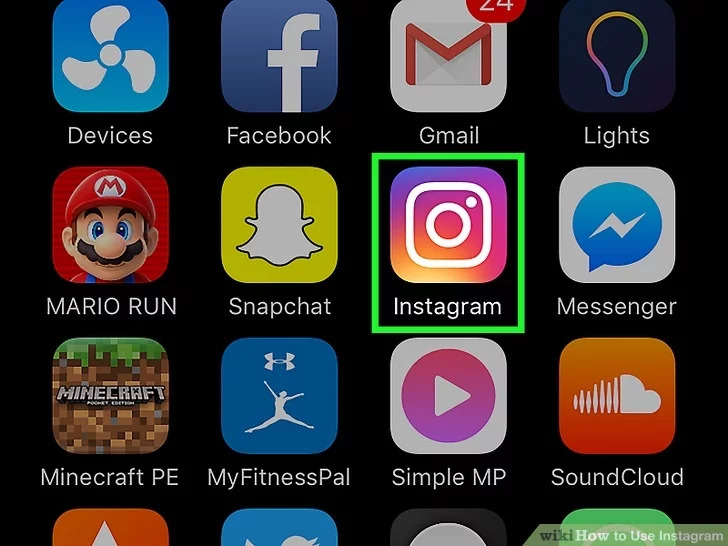 24
Devices Facebook Gmail Lights
M
MARIO RUN Snapchat Instagram Messenger
MINECRAFT
POCKET EDITION
Minecraft PE MyFitnessPal Simple MP SoundCloud
wikiHow to Use Instagram